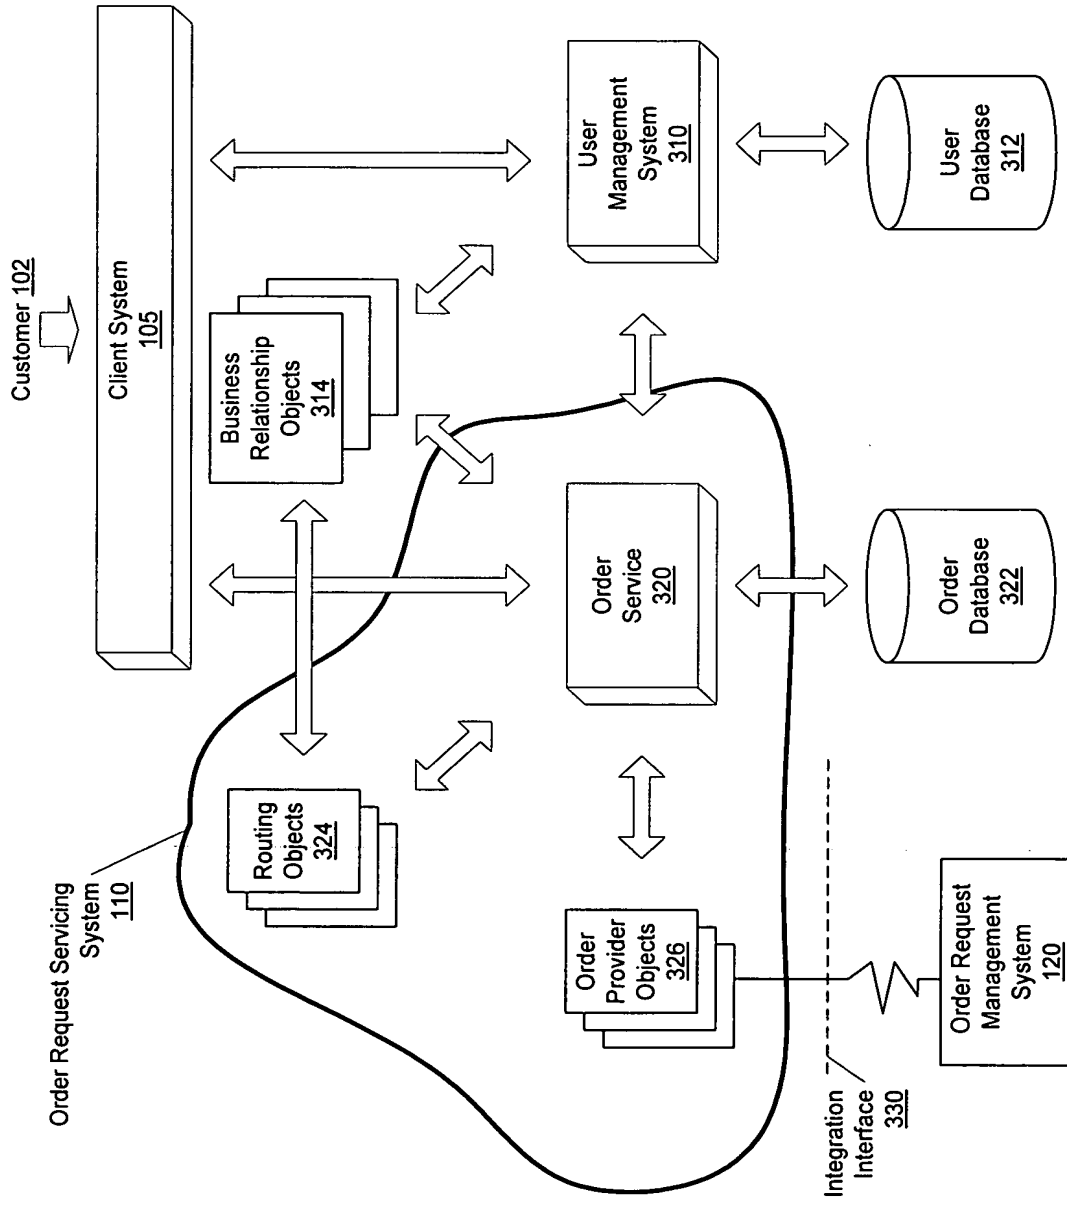 Customer 102
Client System
105
Business
Relationship
Objects
314
User
Management
System
310
User
Database
312
Order Request Servicing
System
110
Routing
Objects
324
Order
Service
320
Order
Database
322
Order
Provider
Objects
326
Integration
Interface
330
Order Request
Management
System
120